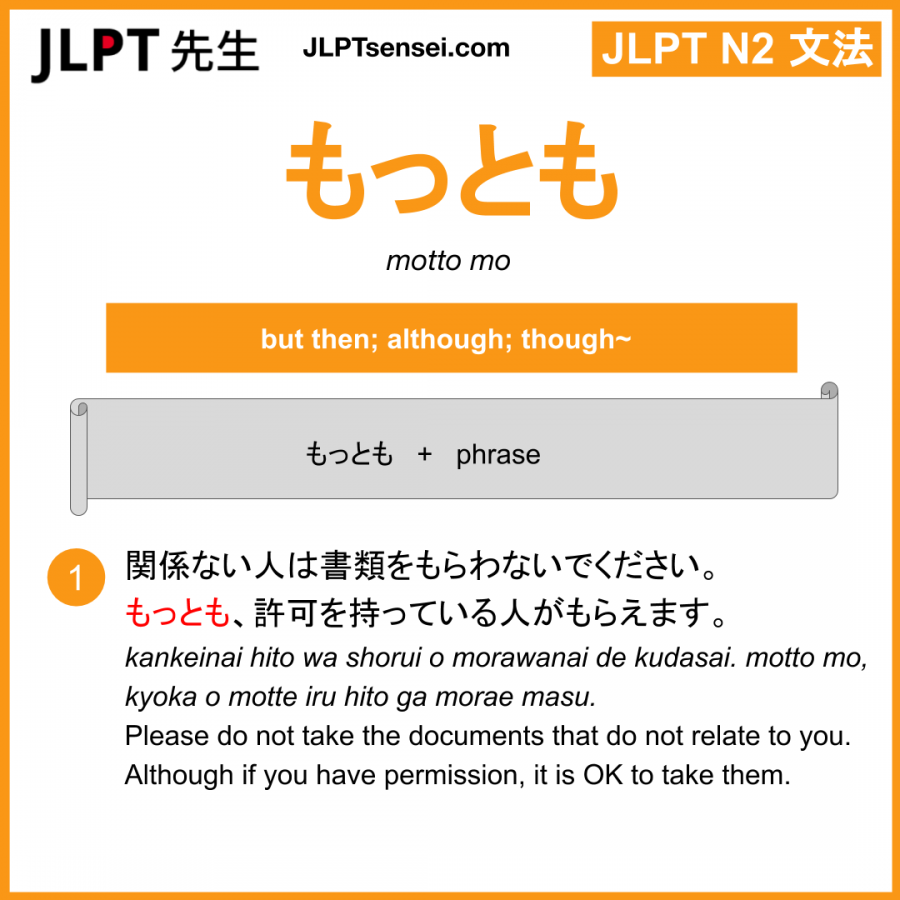 JLPT 先生
JLPTsensei.com
JLPT N2 文法
もっとも
motto mo
but then; although; though~
もっとも + phrase
1
関係ない人は書類をもらわないでください。
もっとも、許可を持っている人がもらえます。
kankeinai hito wa shorui o morawanai de kudasai. motto mo,
kyoka o motte iru hito ga morae masu.
Please do not take the documents that do not relate to you.
Although if you have permission, it is OK to take them.